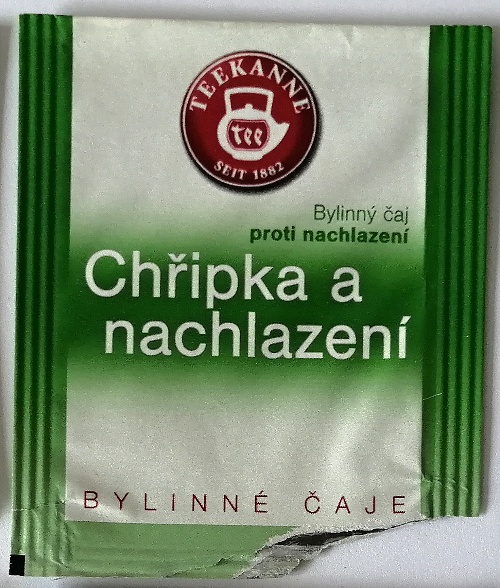 TEEKANNE
tee
SEIT 1882
Bylinný čaj
proti nachlazení
Chřipka a
nachlazení
BYLINNÉ ČAJE